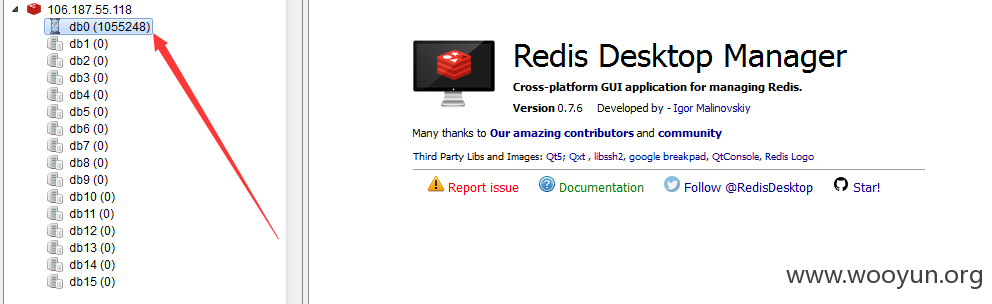 106.187.55.118
db0 (1055248)
db1 (0)
db2 (0)
db3 (0)
db4 (0)
db5 (0)
db6 (0)
db7 (0)
db8 (0)
db9 (0)
db10 (0)
db11 (0)
db12 (0)
db13 (0)
db14 (0)
db15 (0)
Redis Desktop Manager
Cross-platform GUI application for managing Redis.
Version 0.7.6 Developed by - Igor Malinovskiy
Many thanks to Our amazing contributors and community
Third Party Libs and Images: Qt5; Qxt , libssh2, google breakpad, QtConsole, Redis Logo
Report issue Documentation Follow @RedisDesktop Star!
www.wooyun.org